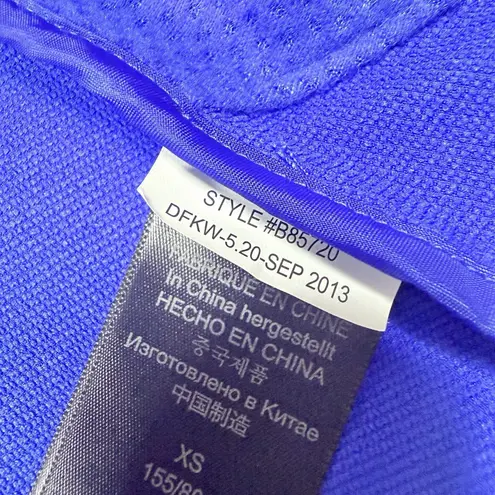 STYLE #B85720
DFKW-5.20-SEP 2013
EN CHINE
In China hergestellt
HECHO EN CHINA
중국제품
Изготовлено в Китае
中国制造
XS